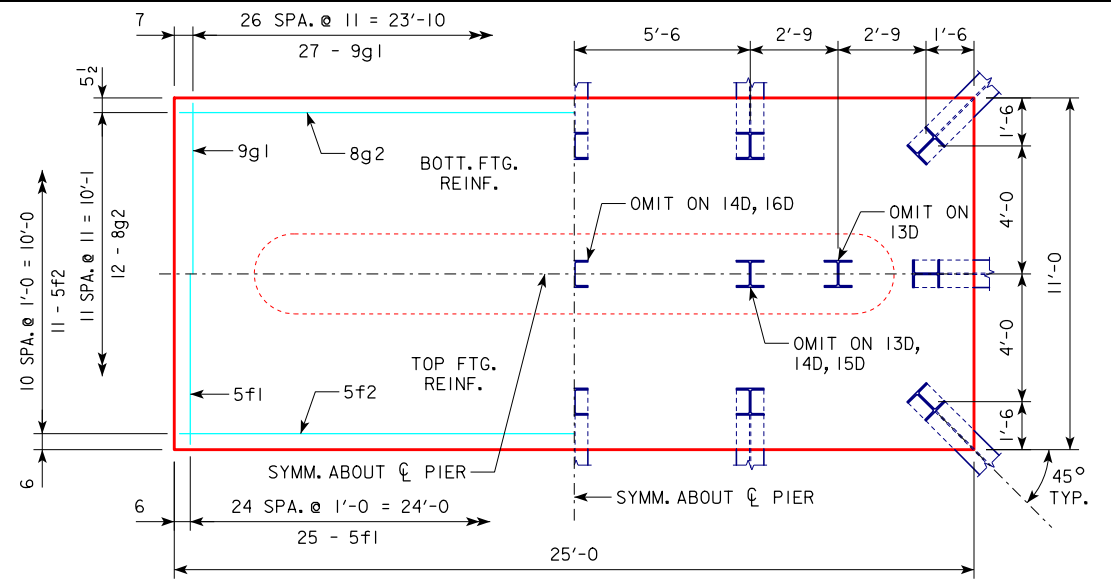 7
26 SPA. @ 11 = 23'-10
27 - 9g1
5'-6
2'-9
2'-9
1'-6
5½
9g1
8g2
BOTT. FTG.
REINF.
1'-6
OMIT ON 14D, 16D
OMIT ON
13D
4'-0
10 SPA. @ 1'-0 = 10'-0
11 - 5f2
11 SPA. @ 11 = 10'-1
12 - 8g2
11'-0
OMIT ON 13D,
14D, 15D
4'-0
TOP FTG.
REINF.
5f1
5f2
1'-6
6
SYMM. ABOUT ℄ PIER
SYMM. ABOUT ℄ PIER
45°
TYP.
6
24 SPA. @ 1'-0 = 24'-0
25 - 5f1
25'-0